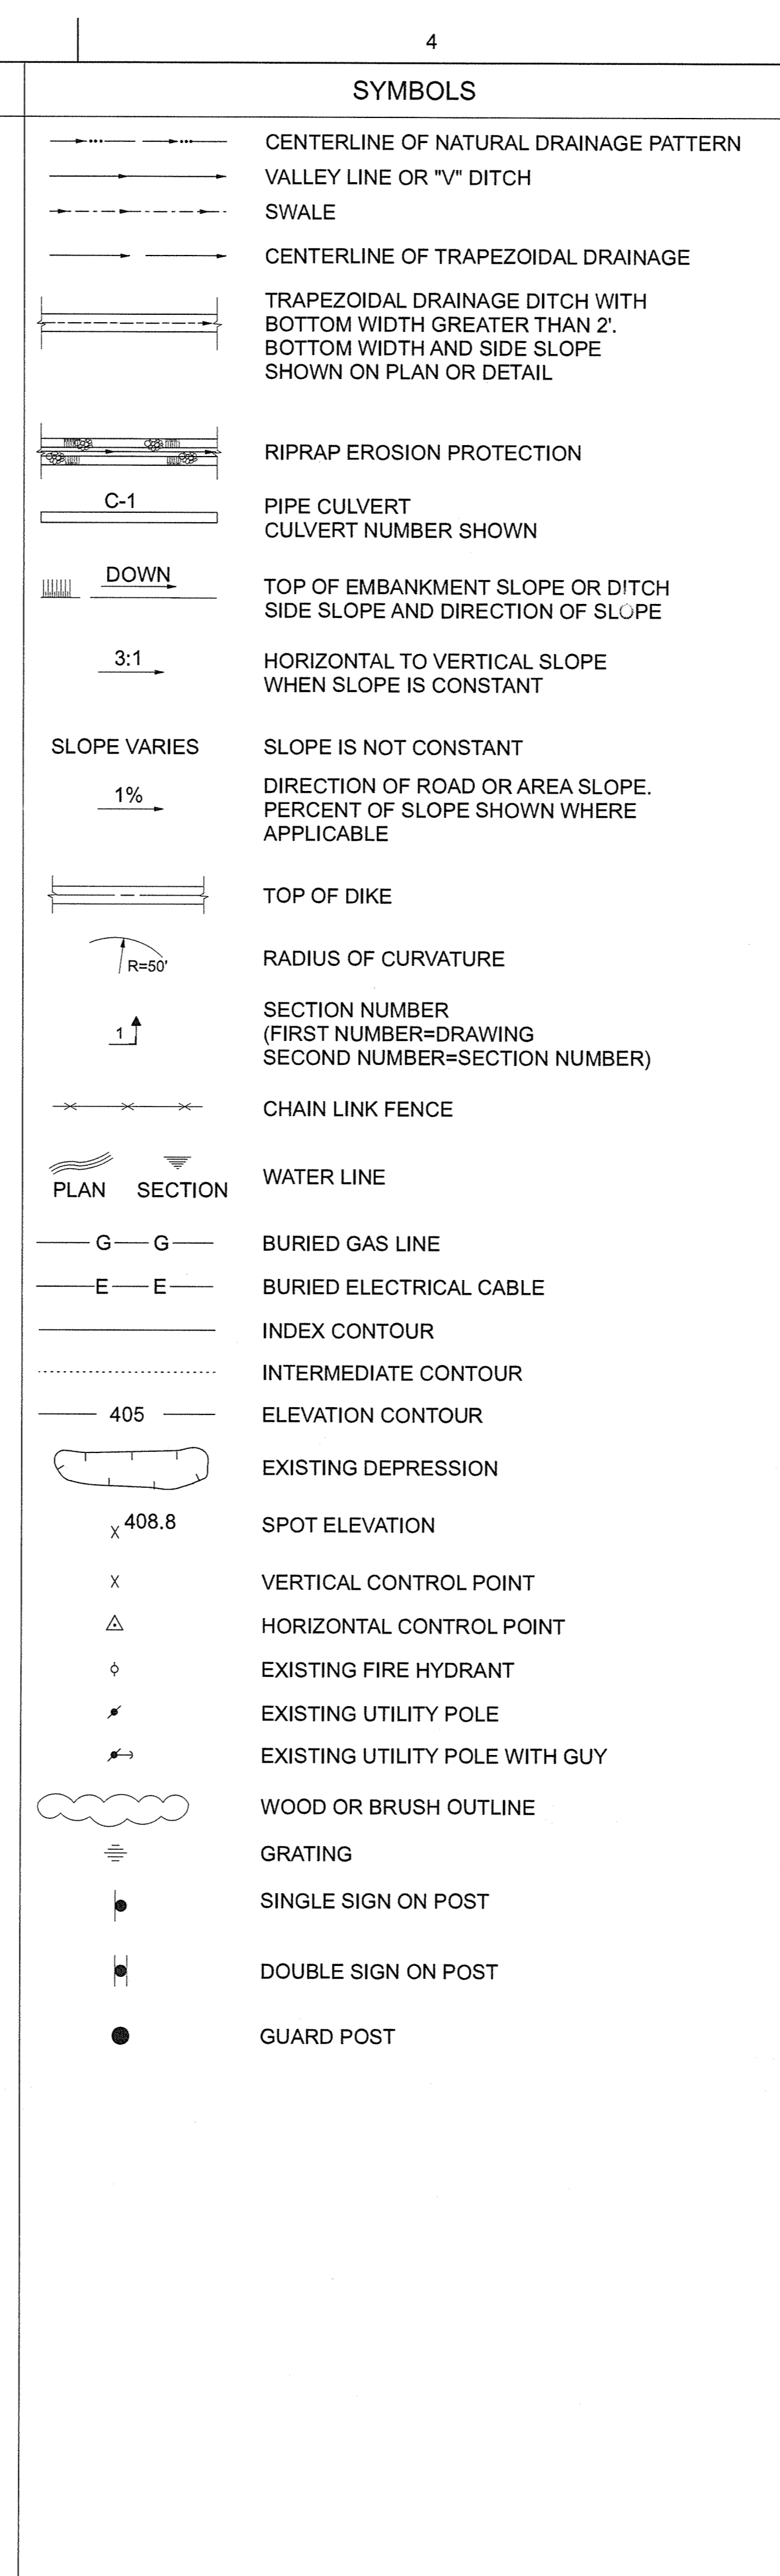 4
SYMBOLS
CENTERLINE OF NATURAL DRAINAGE PATTERN
VALLEY LINE OR "V" DITCH
SWALE
CENTERLINE OF TRAPEZOIDAL DRAINAGE
TRAPEZOIDAL DRAINAGE DITCH WITH
BOTTOM WIDTH GREATER THAN 2'.
BOTTOM WIDTH AND SIDE SLOPE
SHOWN ON PLAN OR DETAIL
RIPRAP EROSION PROTECTION
C-1
PIPE CULVERT
CULVERT NUMBER SHOWN
DOWN
TOP OF EMBANKMENT SLOPE OR DITCH
SIDE SLOPE AND DIRECTION OF SLOPE
3:1
HORIZONTAL TO VERTICAL SLOPE
WHEN SLOPE IS CONSTANT
SLOPE VARIES SLOPE IS NOT CONSTANT
1%
DIRECTION OF ROAD OR AREA SLOPE.
PERCENT OF SLOPE SHOWN WHERE
APPLICABLE
TOP OF DIKE
R=50'
RADIUS OF CURVATURE
1
SECTION NUMBER
(FIRST NUMBER=DRAWING
SECOND NUMBER=SECTION NUMBER)
CHAIN LINK FENCE
PLAN SECTION
WATER LINE
G G BURIED GAS LINE
E E BURIED ELECTRICAL CABLE
INDEX CONTOUR
INTERMEDIATE CONTOUR
405 ELEVATION CONTOUR
EXISTING DEPRESSION
X 408.8 SPOT ELEVATION
X VERTICAL CONTROL POINT
HORIZONTAL CONTROL POINT
EXISTING FIRE HYDRANT
EXISTING UTILITY POLE
EXISTING UTILITY POLE WITH GUY
WOOD OR BRUSH OUTLINE
GRATING
SINGLE SIGN ON POST
DOUBLE SIGN ON POST
GUARD POST